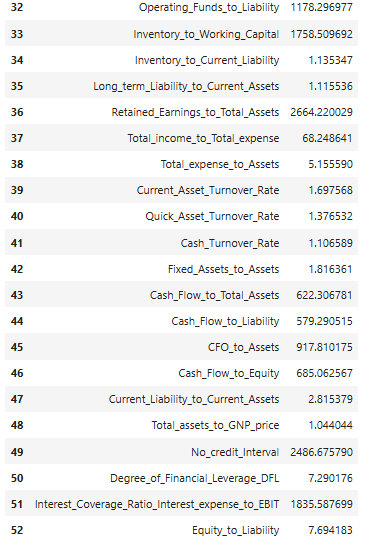 32 Operating_Funds_to_Liability 1178.296977
33 Inventory_to_Working_Capital 1758.509692
34 Inventory_to_Current_Liability 1.135347
35 Long_term_Liability_to_Current_Assets 1.115536
36 Retained_Earnings_to_Total_Assets 2664.220029
37 Total_income_to_Total_expense 68.248641
38 Total_expense_to_Assets 5.155590
39 Current_Asset_Turnover_Rate 1.697568
40 Quick_Asset_Turnover_Rate 1.376532
41 Cash_Turnover_Rate 1.106589
42 Fixed_Assets_to_Assets 1.816361
43 Cash_Flow_to_Total_Assets 622.306781
44 Cash_Flow_to_Liability 579.290515
45 CFO_to_Assets 917.810175
46 Cash_Flow_to_Equity 685.062567
47 Current_Liability_to_Current_Assets 2.815379
48 Total_assets_to_GNP_price 1.044044
49 No_credit_Interval 2486.675790
50 Degree_of_Financial_Leverage_DFL 7.290176
51 Interest_Coverage_Ratio_Interest_expense_to_EBIT 1835.587699
52 Equity_to_Liability 7.694183